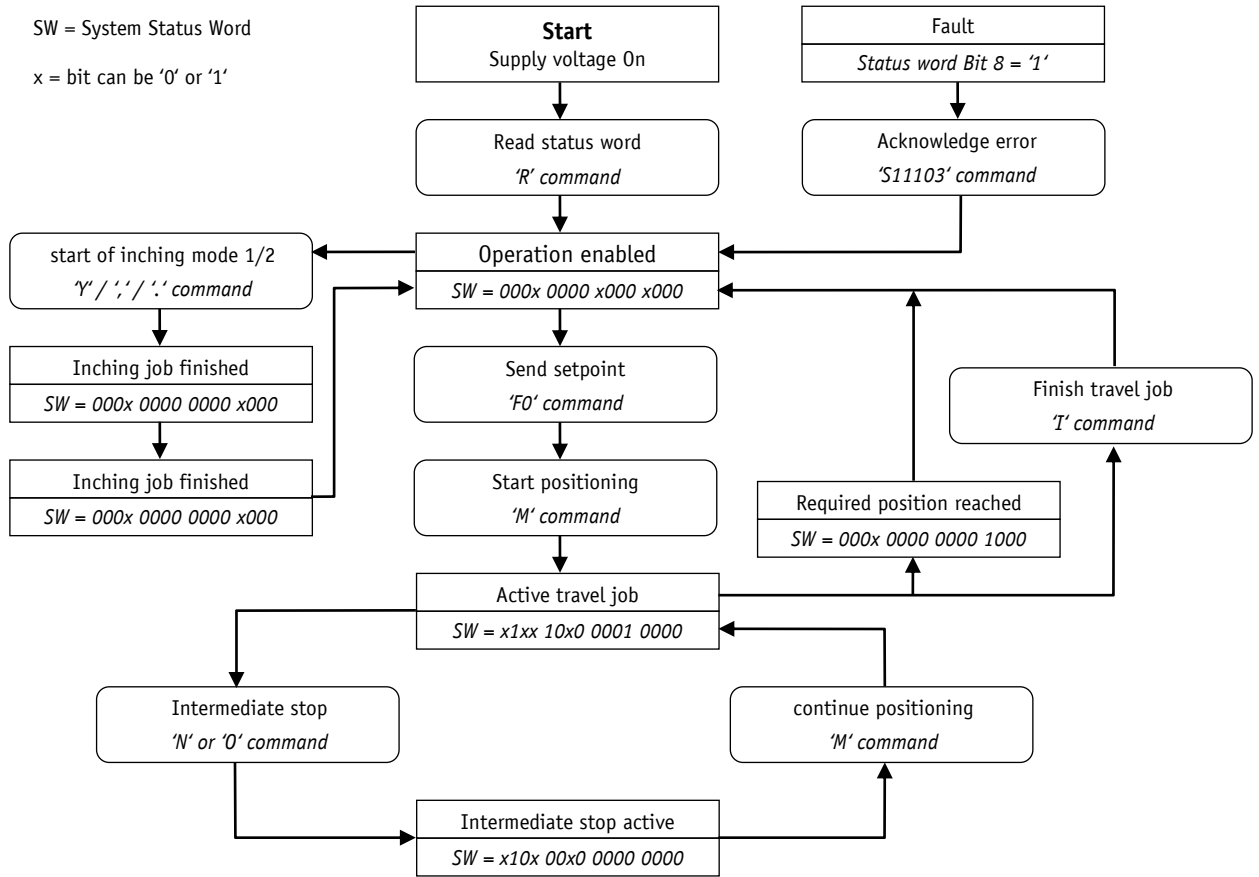 SW = System Status Word
x = bit can be ‘0‘ or ‘1‘
Start
Supply voltage On
Fault
Status word Bit 8 = ‘1‘
Read status word
‘R’ command
Acknowledge error
‘S11103‘ command
start of inching mode 1/2
‘Y‘ / ‘,‘ / ‘.‘ command
Operation enabled
SW = 000x 0000 x000 x000
Inching job finished
SW = 000x 0000 0000 x000
Send setpoint
‘F0‘ command
Finish travel job
‘I‘ command
Inching job finished
SW = 000x 0000 0000 x000
Start positioning
‘M‘ command
Required position reached
SW = 000x 0000 0000 1000
Active travel job
SW = x1xx 10x0 0001 0000
Intermediate stop
‘N‘ or ‘O‘ command
continue positioning
‘M‘ command
Intermediate stop active
SW = x10x 00x0 0000 0000